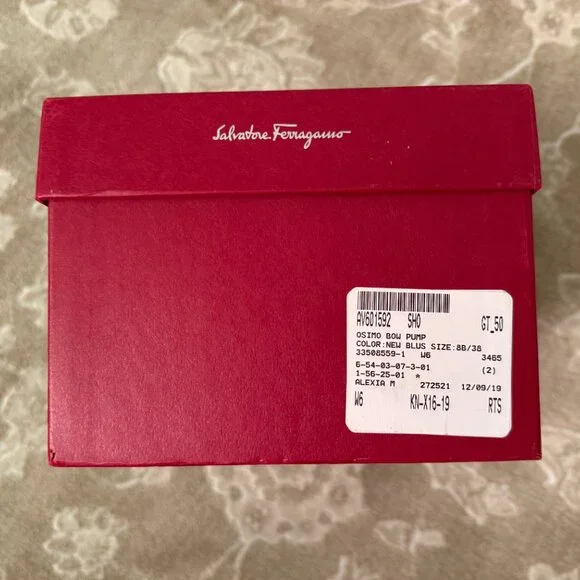 Salvatore Ferragamo
AV6D1592 SHO GT_50
OSIMO BOW PUMP
COLOR:NEW BLUS SIZE:8B/38
33508559-1 W6 3465
6-54-03-07-3-01 (2)
1-56-25-01 *
ALEXIA M 272521 12/09/19
W6 KN-X16-19 RTS